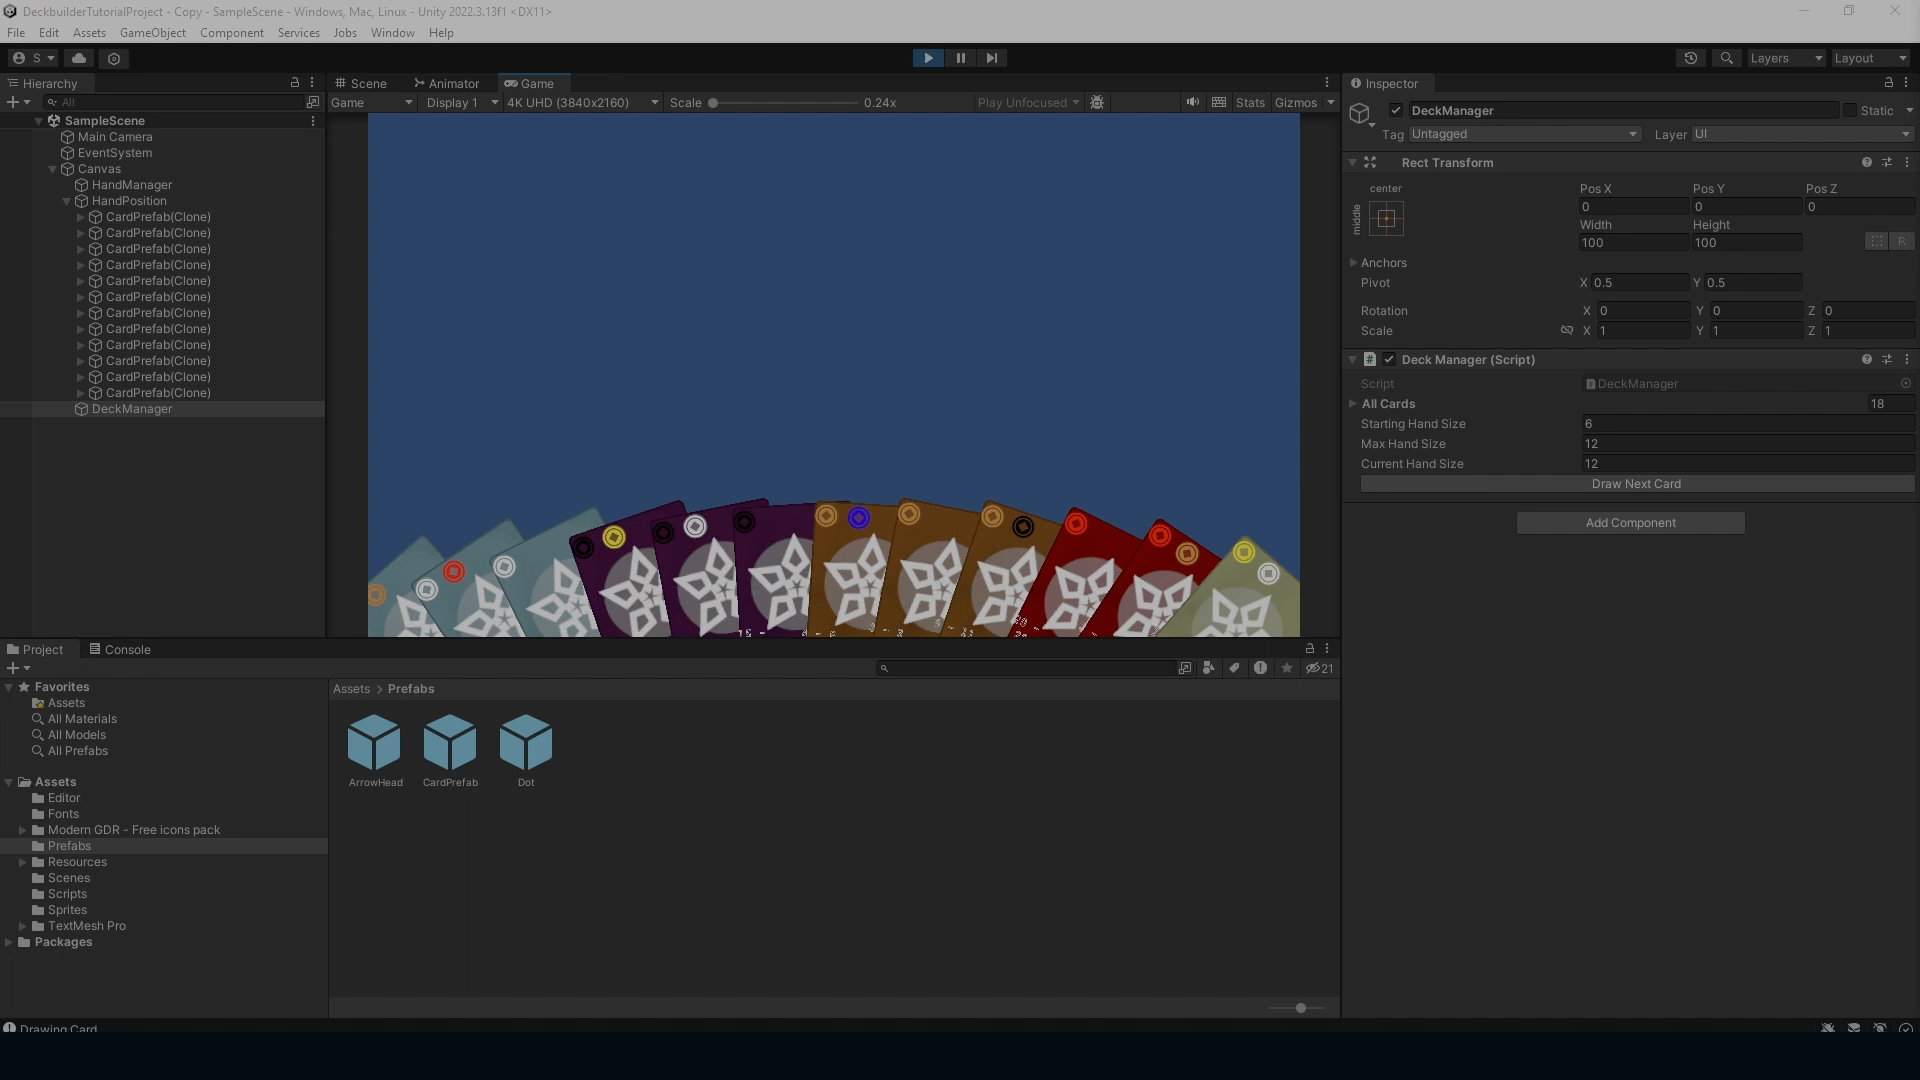 DeckbuilderTutorialProject - Copy - SampleScene - Windows, Mac, Linux - Unity 2022.3.13f1 <DX11>
File Edit Assets GameObject Component Services Jobs Window Help
S Layers Layout
Hierarchy
All
SampleScene
Main Camera
EventSystem
Canvas
HandManager
HandPosition
CardPrefab(Clone)
CardPrefab(Clone)
CardPrefab(Clone)
CardPrefab(Clone)
CardPrefab(Clone)
CardPrefab(Clone)
CardPrefab(Clone)
CardPrefab(Clone)
CardPrefab(Clone)
CardPrefab(Clone)
CardPrefab(Clone)
CardPrefab(Clone)
DeckManager
Scene Animator Game
Game Display 1 4K UHD (3840x2160) Scale 0.24x Play Unfocused Stats Gizmos
Inspector
DeckManager Static
Tag Untagged Layer UI
Rect Transform
center
middle
Pos X Pos Y Pos Z
0 0 0
Width Height
100 100
R
Anchors
Pivot X 0.5 Y 0.5
Rotation X 0 Y 0 Z 0
Scale X 1 Y 1 Z 1
# Deck Manager (Script)
Script DeckManager
All Cards 18
Starting Hand Size 6
Max Hand Size 12
Current Hand Size 12
Draw Next Card
Add Component
Project Console
21
Favorites
Assets
All Materials
All Models
All Prefabs
Assets
Editor
Fonts
Modern GDR - Free icons pack
Prefabs
Resources
Scenes
Scripts
Sprites
TextMesh Pro
Packages
Assets > Prefabs
ArrowHead CardPrefab Dot
Drawing Card